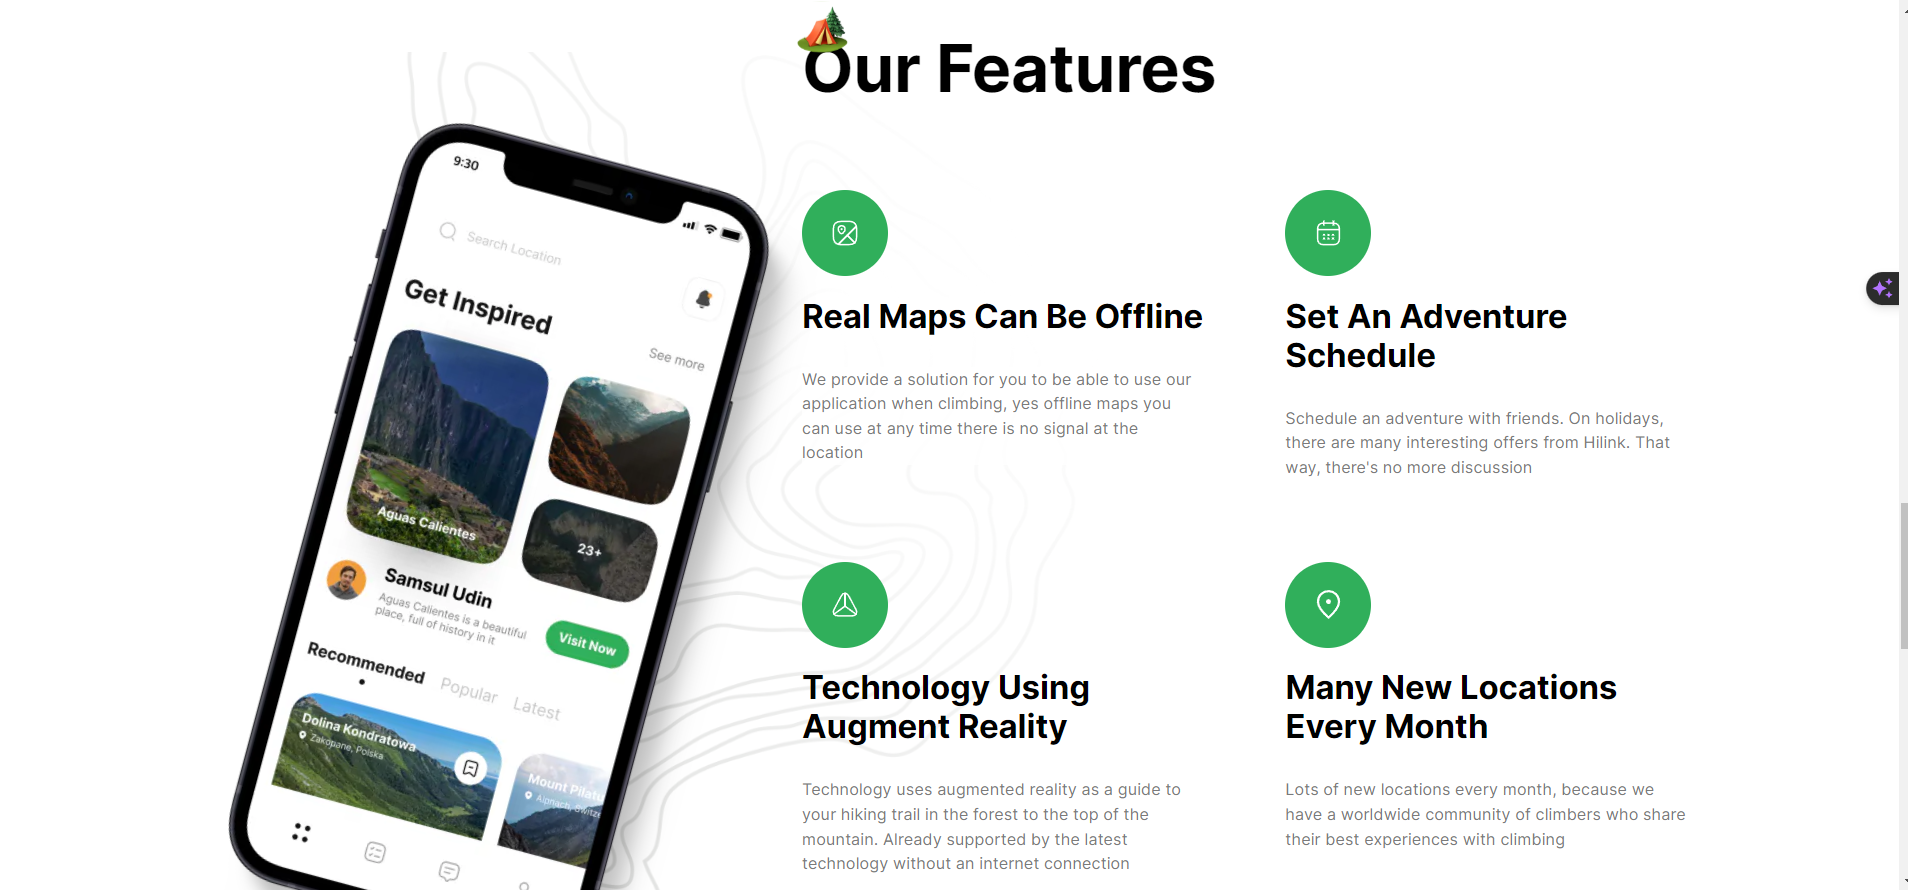 Our Features
9:30
Search Location
Get Inspired
See more
Aguas Calientes
23+
Samsul Udin
Aguas Calientes is a beautiful
place, full of history in it
Visit Now
Recommended
Popular
Latest
Dolina Kondratowa
Zakopane, Polska
Mount
Alpnach,
Real Maps Can Be Offline
We provide a solution for you to be able to use our
application when climbing, yes offline maps you
can use at any time there is no signal at the
location
Set An Adventure
Schedule
Schedule an adventure with friends. On holidays,
there are many interesting offers from Hilink. That
way, there's no more discussion
Technology Using
Augment Reality
Technology uses augmented reality as a guide to
your hiking trail in the forest to the top of the
mountain. Already supported by the latest
technology without an internet connection
Many New Locations
Every Month
Lots of new locations every month, because we
have a worldwide community of climbers who share
their best experiences with climbing